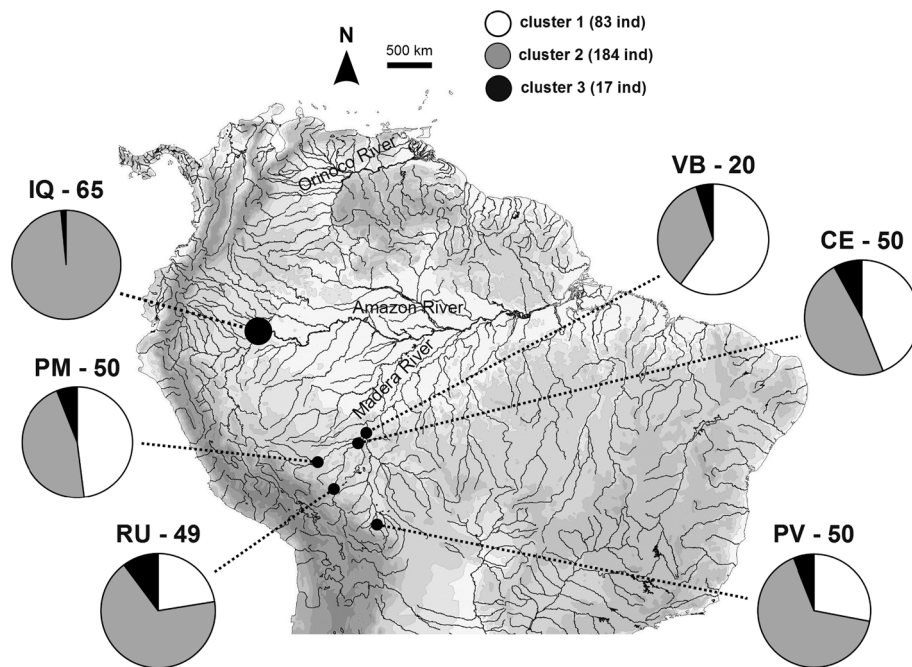 cluster 1 (83 ind)
N
500 km
cluster 2 (184 ind)
cluster 3 (17 ind)
Orinoco River
VB - 20
IQ - 65
CE - 50
Amazon River
Madera River
PM - 50
RU - 49
PV - 50